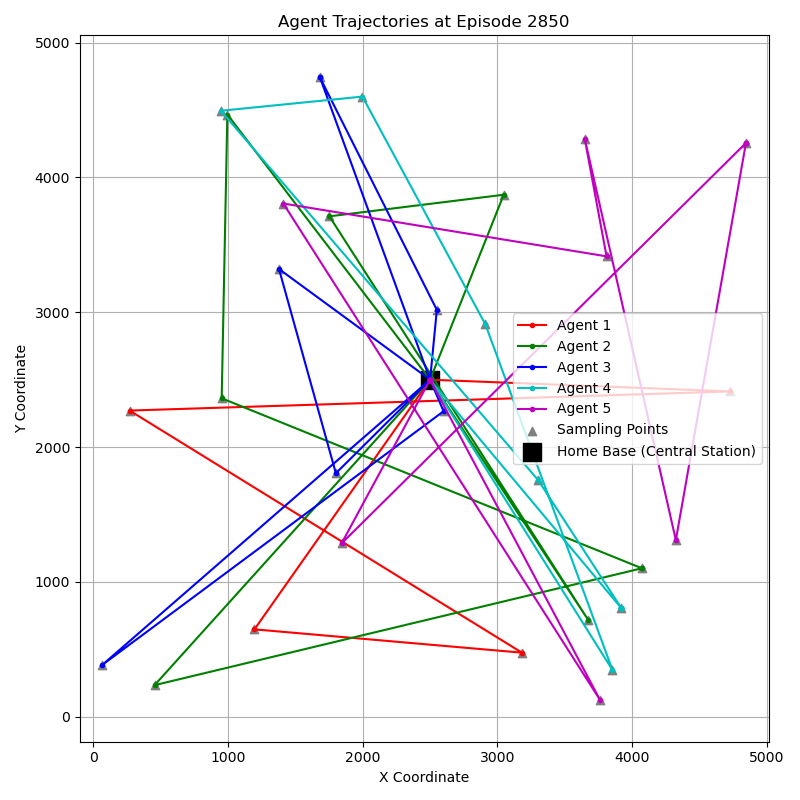 Agent Trajectories at Episode 2850
5000
4000
3000
2000
1000
0
Y Coordinate
Agent 1
Agent 2
Agent 3
Agent 4
Agent 5
Sampling Points
Home Base (Central Station)
0 1000 2000 3000 4000 5000
X Coordinate